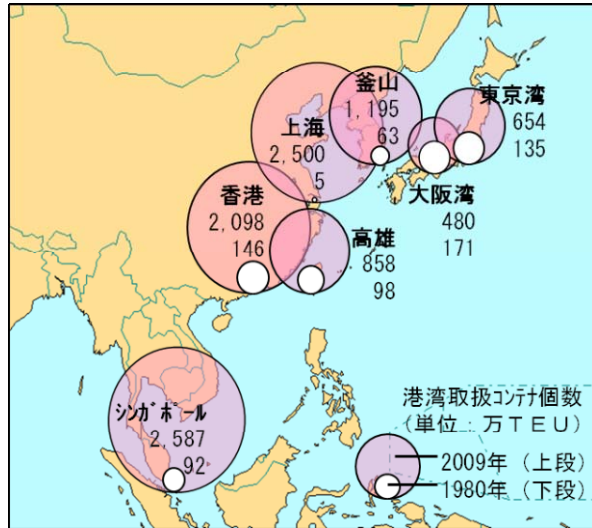 釜山
1,195
63
東京湾
654
135
上海
2,500
5
大阪湾
480
171
香港
2,098
146
高雄
858
98
ｼﾝｶﾞﾎﾟｰﾙ
2,587
92
港湾取扱ｺﾝﾃﾅ個数
(単位：万ＴＥＵ)
2009年（上段）
1980年（下段）